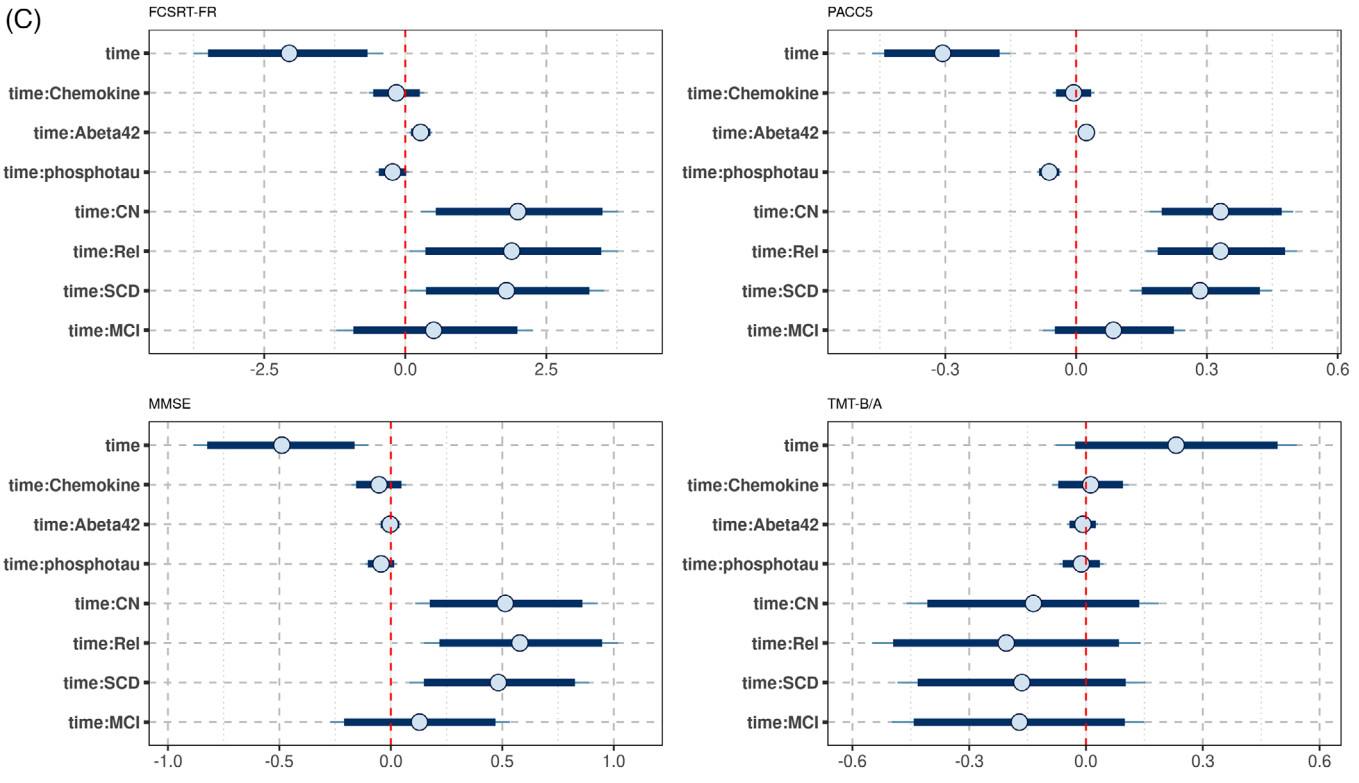 (C)
FCSRT-FR
time
time:Chemokine
time:Abeta42
time:phosphotau
time:CN
time:Rel
time:SCD
time:MCI
-2.5 0.0 2.5
PACC5
time
time:Chemokine
time:Abeta42
time:phosphotau
time:CN
time:Rel
time:SCD
time:MCI
-0.3 0.0 0.3 0.6
MMSE
time
time:Chemokine
time:Abeta42
time:phosphotau
time:CN
time:Rel
time:SCD
time:MCI
-1.0 -0.5 0.0 0.5 1.0
TMT-B/A
time
time:Chemokine
time:Abeta42
time:phosphotau
time:CN
time:Rel
time:SCD
time:MCI
-0.6 -0.3 0.0 0.3 0.6